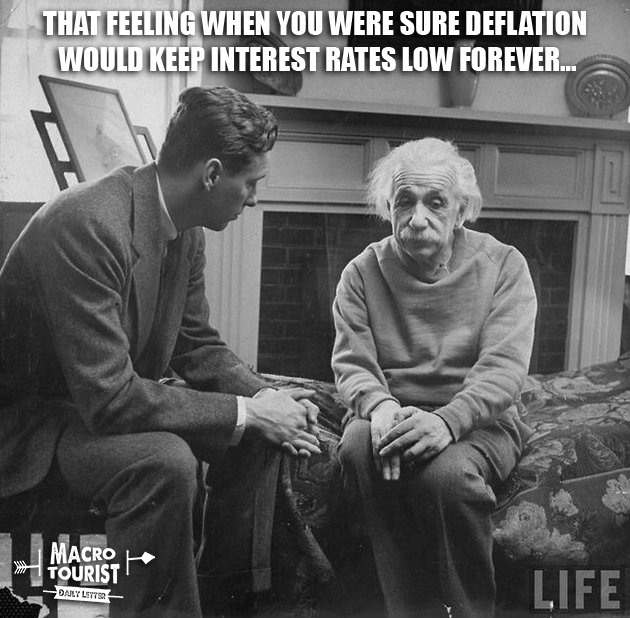 THAT FEELING WHEN YOU WERE SURE DEFLATION
WOULD KEEP INTEREST RATES LOW FOREVER...
MACRO
TOURIST
DAILY LETTER
LIFE